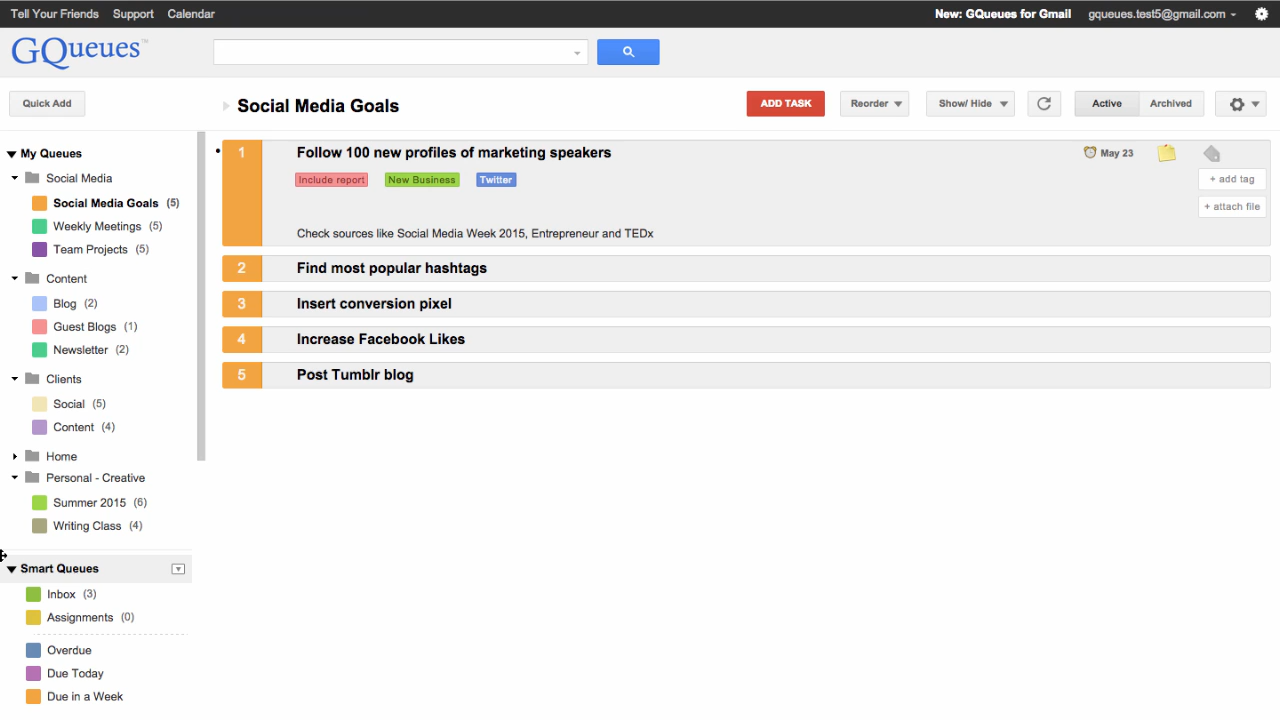 Tell Your Friends Support Calendar New: GQueues for Gmail gqueues.test5@gmail.com
GQueues™
Quick Add
Social Media Goals ADD TASK Reorder Show/ Hide Active Archived
My Queues
Social Media
Social Media Goals (5)
Weekly Meetings (5)
Team Projects (5)
Content
Blog (2)
Guest Blogs (1)
Newsletter (2)
Clients
Social (5)
Content (4)
Home
Personal - Creative
Summer 2015 (6)
Writing Class (4)
Smart Queues
Inbox (3)
Assignments (0)
Overdue
Due Today
Due in a Week
1 Follow 100 new profiles of marketing speakers May 23
Include report New Business Twitter + add tag
+ attach file
Check sources like Social Media Week 2015, Entrepreneur and TEDx
2 Find most popular hashtags
3 Insert conversion pixel
4 Increase Facebook Likes
5 Post Tumblr blog